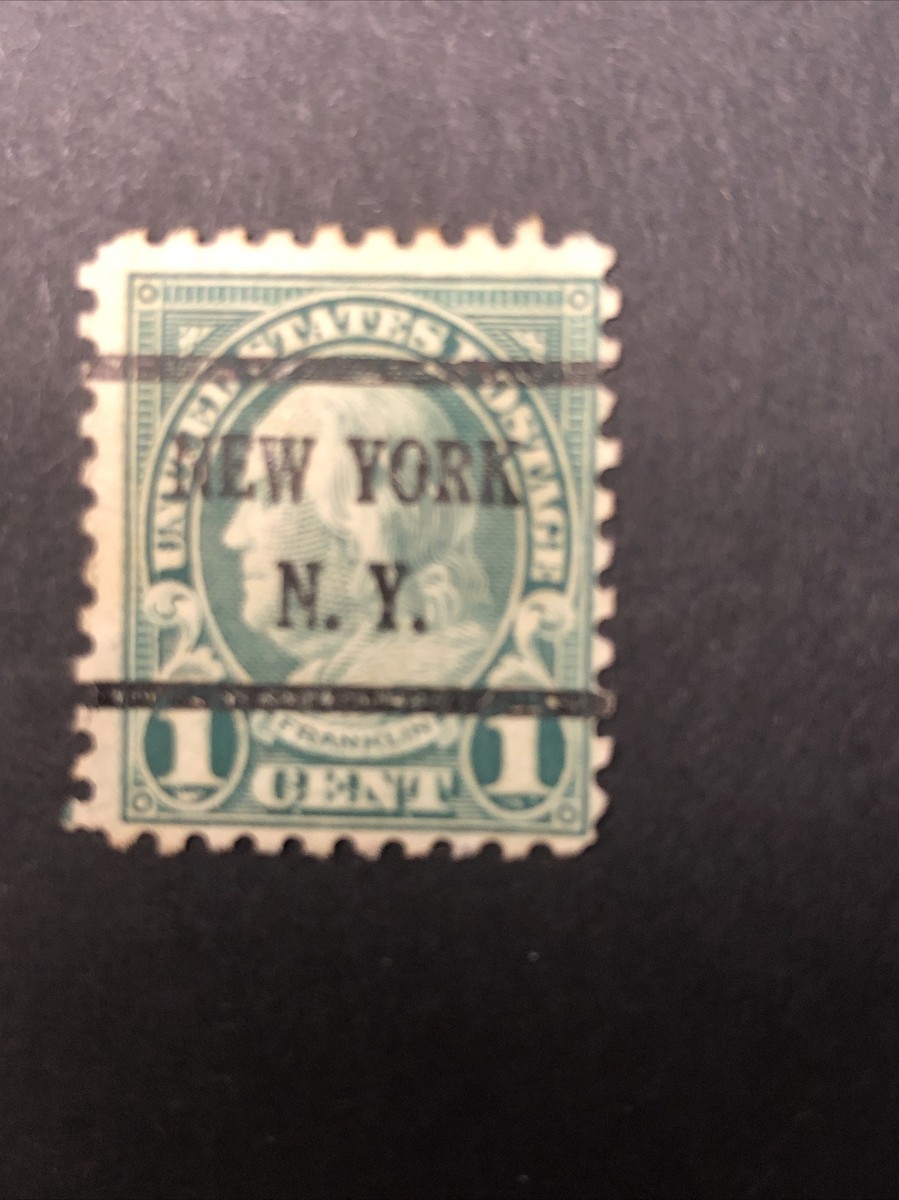 UNITED STATES POSTAGE
NEW YORK
N. Y.
FRANKLIN
1 CENT 1